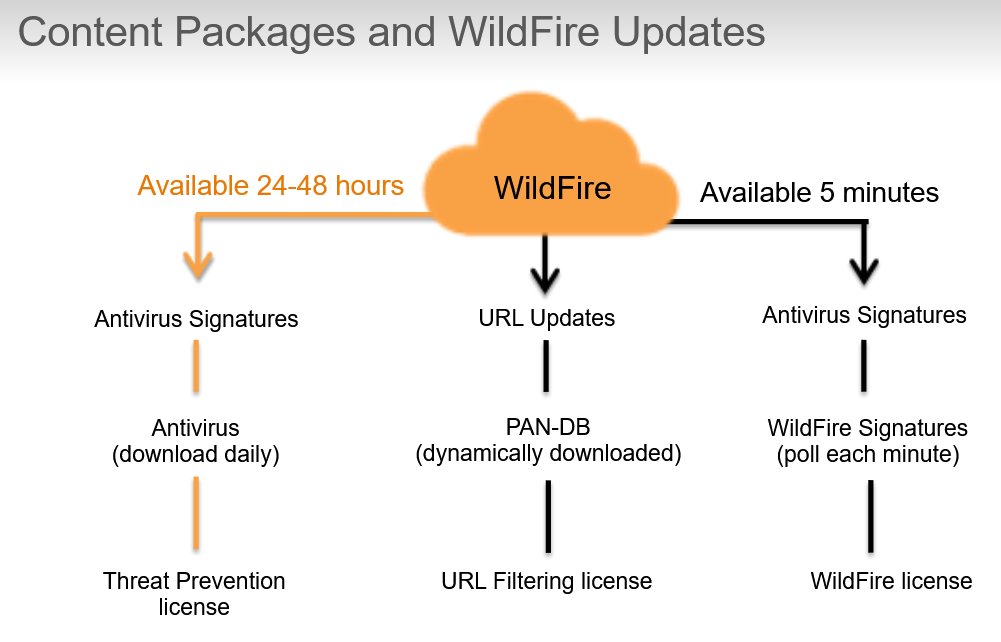 Content Packages and WildFire Updates
WildFire
Available 24-48 hours
Available 5 minutes
Antivirus Signatures
URL Updates
Antivirus Signatures
Antivirus
(download daily)
PAN-DB
(dynamically downloaded)
WildFire Signatures
(poll each minute)
Threat Prevention
license
URL Filtering license
WildFire license